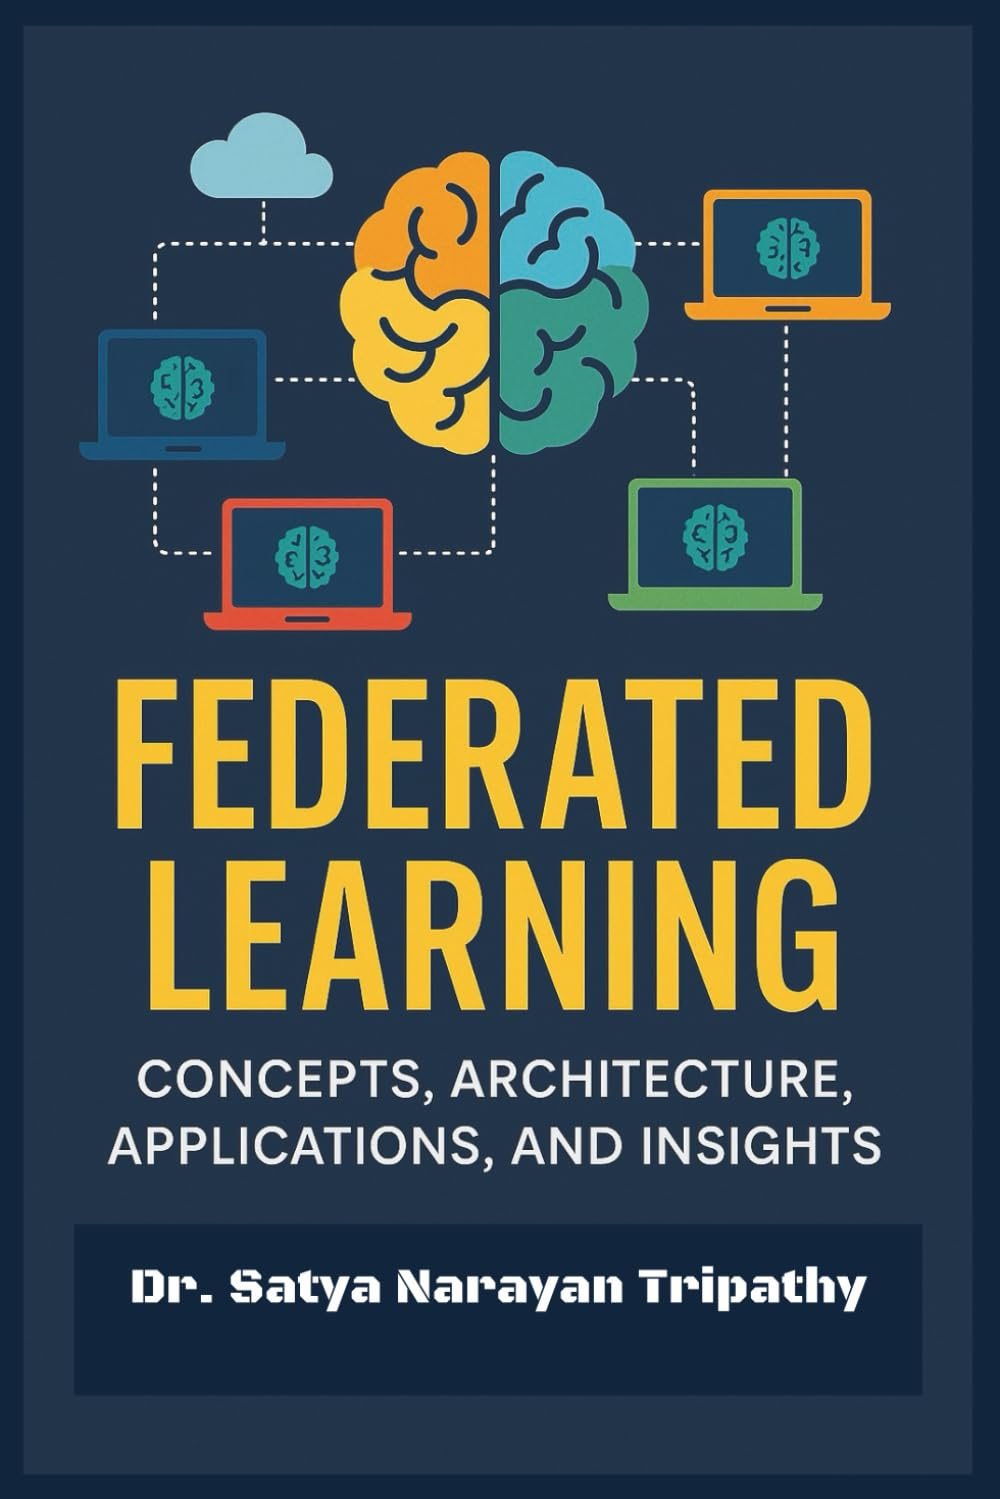 FEDERATED
LEARNING
CONCEPTS, ARCHITECTURE,
APPLICATIONS, AND INSIGHTS
Dr. Satya Narayan Tripathy